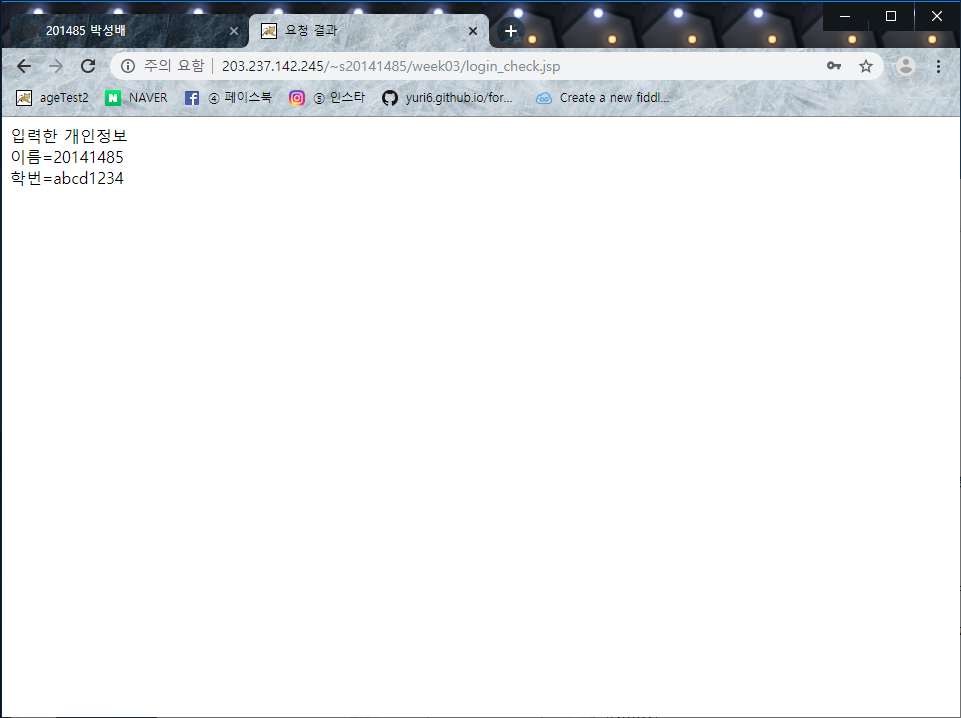 201485 박성배
요청 결과
주의 요함 | 203.237.142.245/~s20141485/week03/login_check.jsp
ageTest2 N NAVER f ④ 페이스북 ⑤ 인스타 yuri6.github.io/for... Create a new fiddl...
입력한 개인정보
이름=20141485
학번=abcd1234